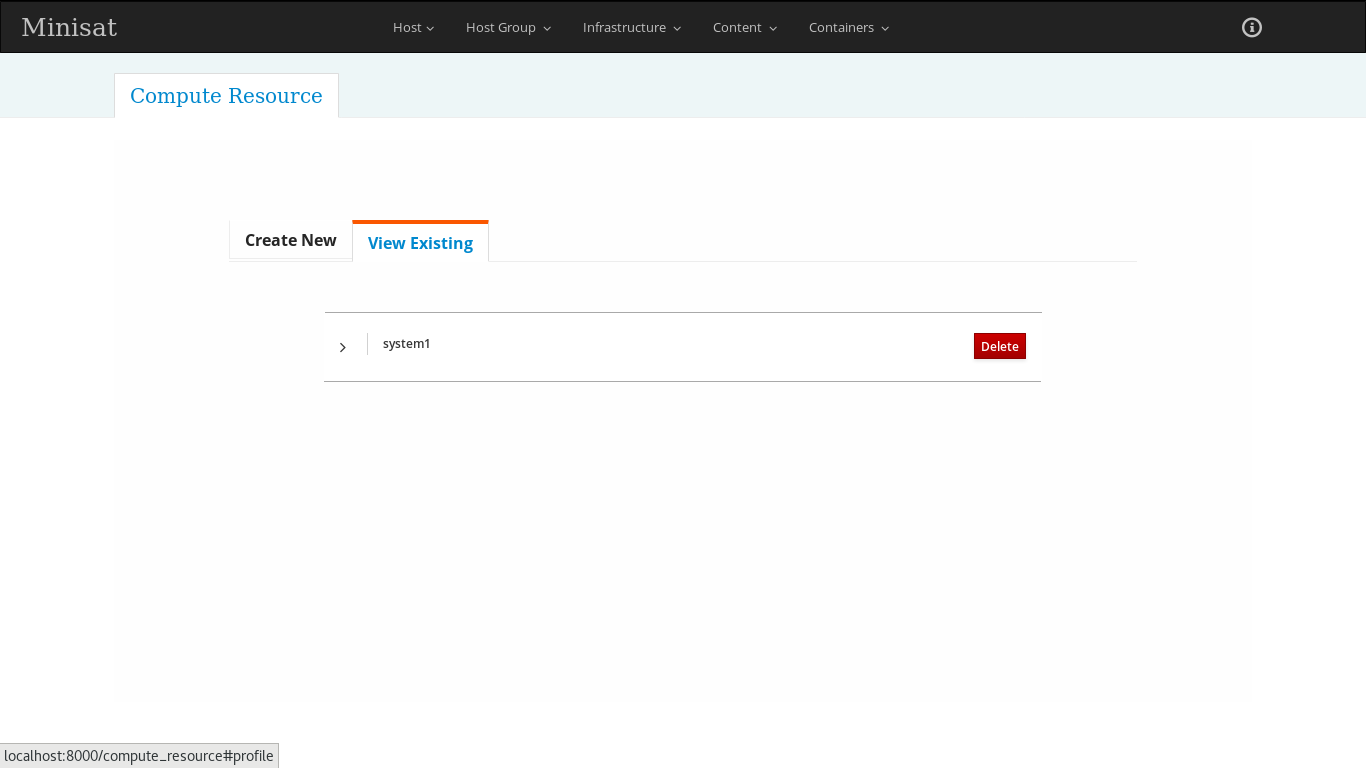 Minisat Host Host Group Infrastructure Content Containers
Compute Resource
Create New View Existing
system1 Delete
localhost:8000/compute_resource#profile